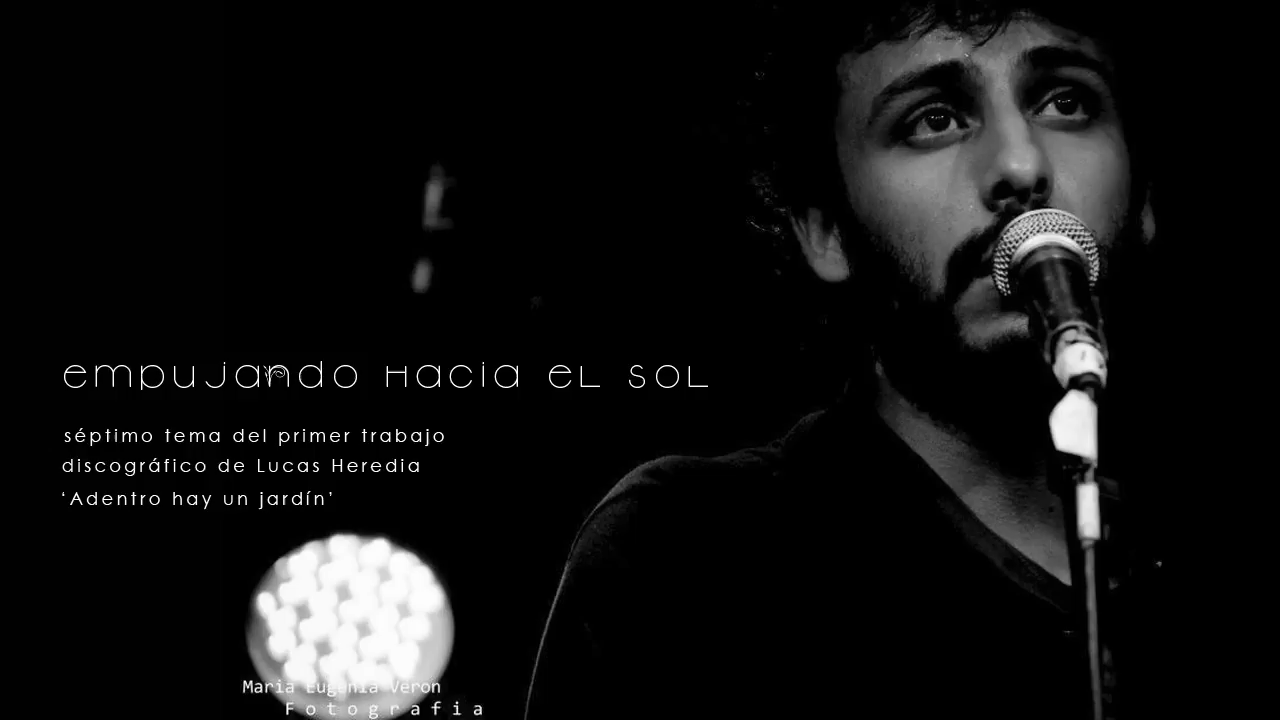 empujando Hacia EL SOL
séptimo tema del primer trabajo
discográfico de Lucas Heredia
‘Adentro hay un jardín’
Maria Eugenia Veron
Fotografia